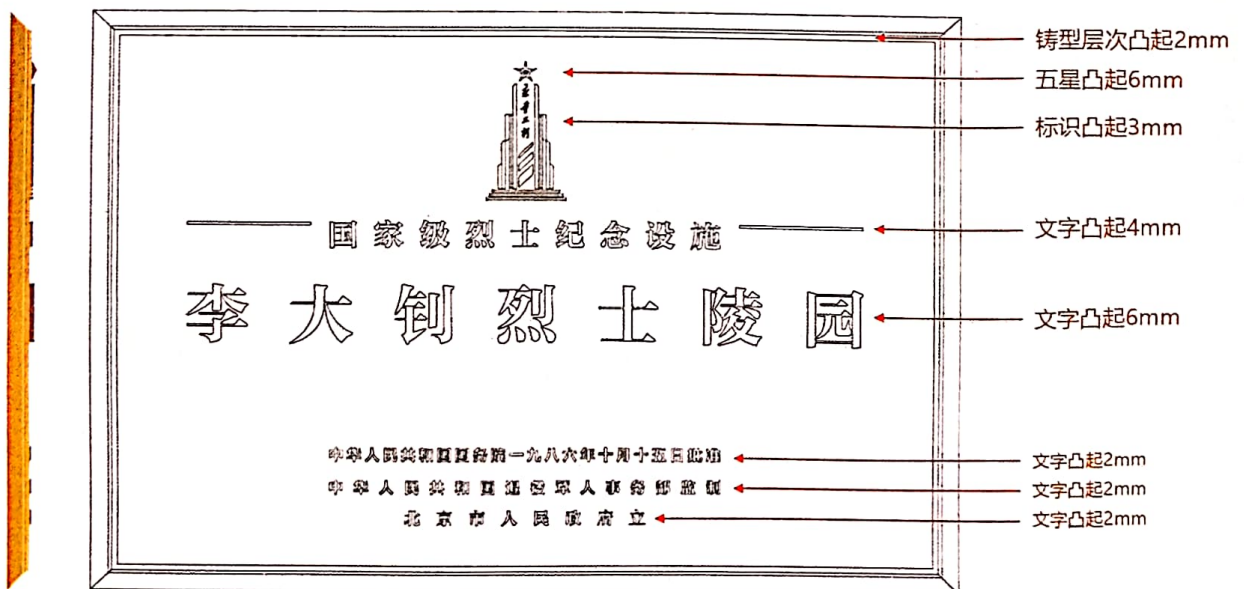 铸型层次凸起2mm
五星凸起6mm
标识凸起3mm
国家级烈士纪念设施
文字凸起4mm
李大钊烈士陵园
文字凸起6mm
中华人民共和国国务院一九八六年十月十五日批准
文字凸起2mm
中华人民共和国退役军人事务部监制
文字凸起2mm
北京市人民政府立
文字凸起2mm